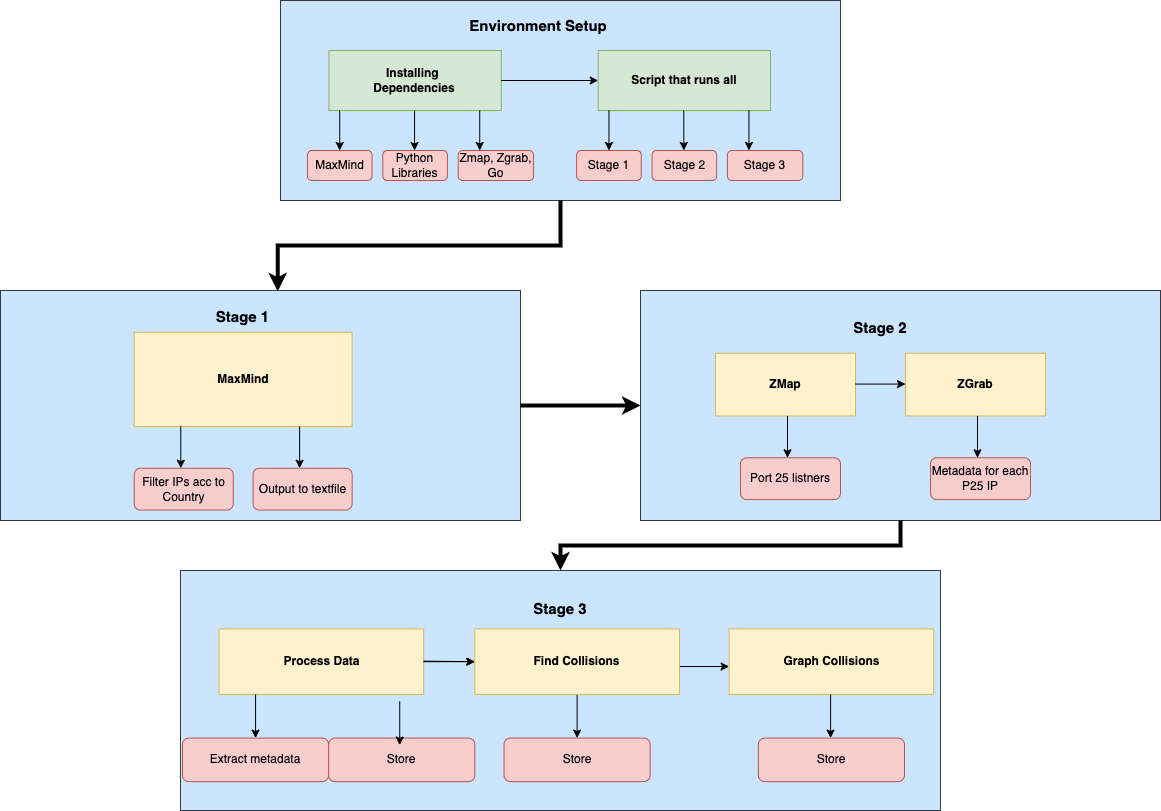 Environment Setup
Installing
Dependencies
Script that runs all
MaxMind
Python
Libraries
Zmap, Zgrab,
Go
Stage 1
Stage 2
Stage 3
Stage 1
MaxMind
Filter IPs acc to
Country
Output to textfile
Stage 2
ZMap
ZGrab
Port 25 listners
Metadata for each
P25 IP
Stage 3
Process Data
Find Collisions
Graph Collisions
Extract metadata
Store
Store
Store